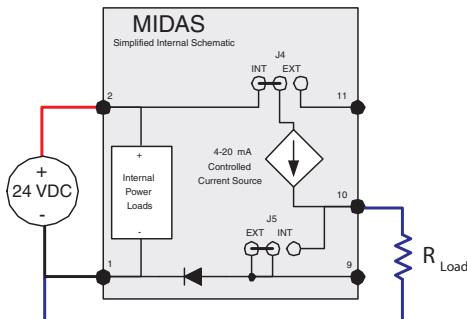 MIDAS
Simplified Internal Schematic
J4
INT EXT
2
11
+
24 VDC
-
+
Internal
Power
Loads
-
4-20 mA
Controlled
Current Source
10
J5
EXT INT
1
9
R Load